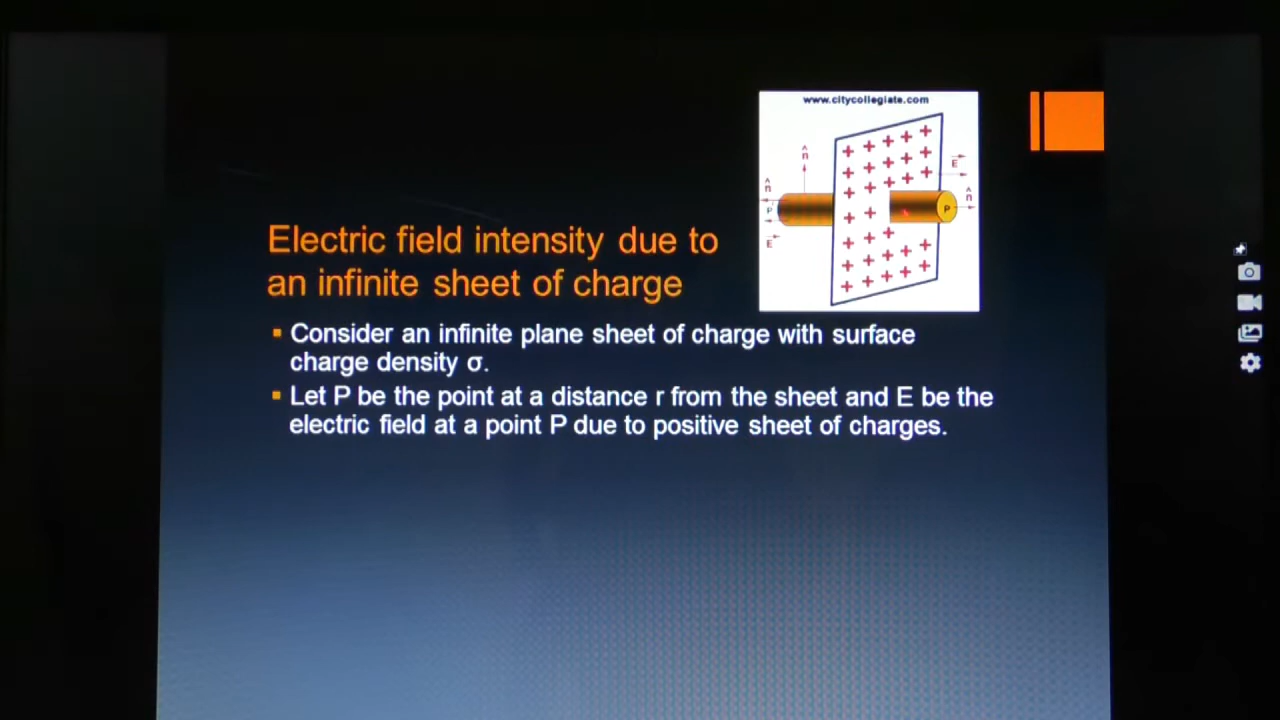 www.citycollegiate.com
n̂
E⃗
n̂
P
n̂
P
E⃗
Electric field intensity due to
an infinite sheet of charge
Consider an infinite plane sheet of charge with surface
charge density σ.
Let P be the point at a distance r from the sheet and E be the
electric field at a point P due to positive sheet of charges.